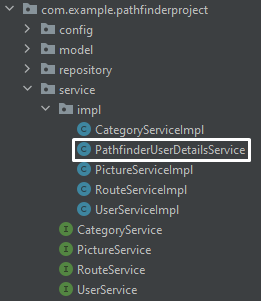 com.example.pathfinderproject
config
model
repository
service
impl
C CategoryServiceImpl
C PathfinderUserDetailsService
C PictureServiceImpl
C RouteServiceImpl
C UserServiceImpl
I CategoryService
I PictureService
I RouteService
I UserService